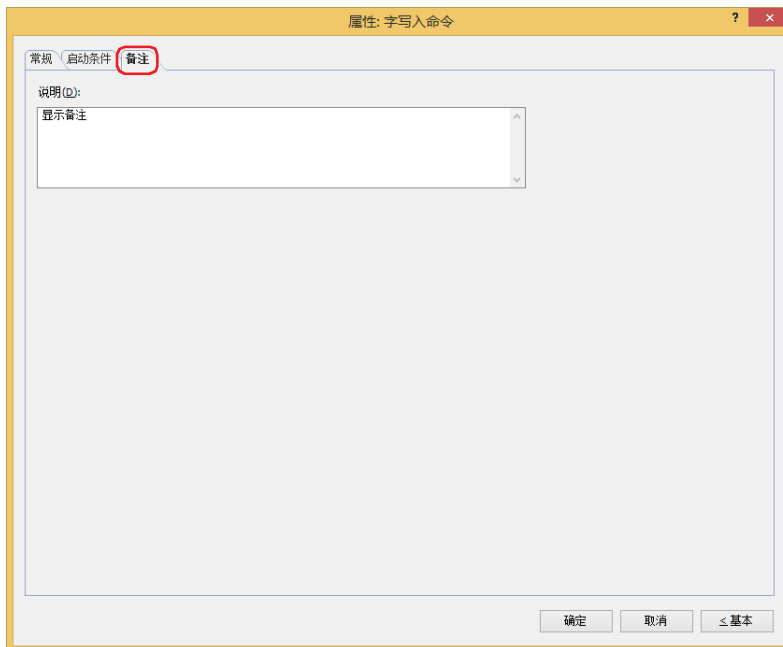 属性: 字写入命令
?
×
常规 启动条件 备注
说明(D):
显示备注
确定 取消 <基本